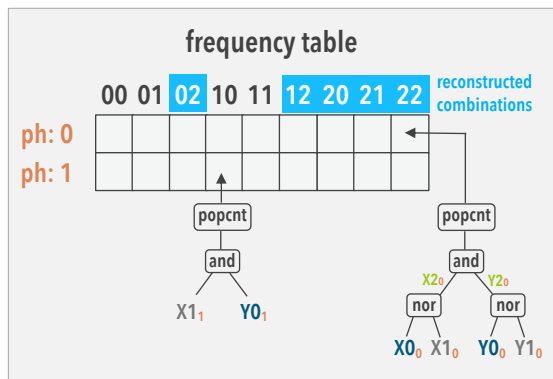 frequency table
00 01 02 10 11 12 20 21 22
reconstructed
combinations
ph: 0
ph: 1
popcnt
popcnt
and
and
X2₀ Y2₀
X1₁ Y0₁
nor
nor
X0₀ X1₀ Y0₀ Y1₀